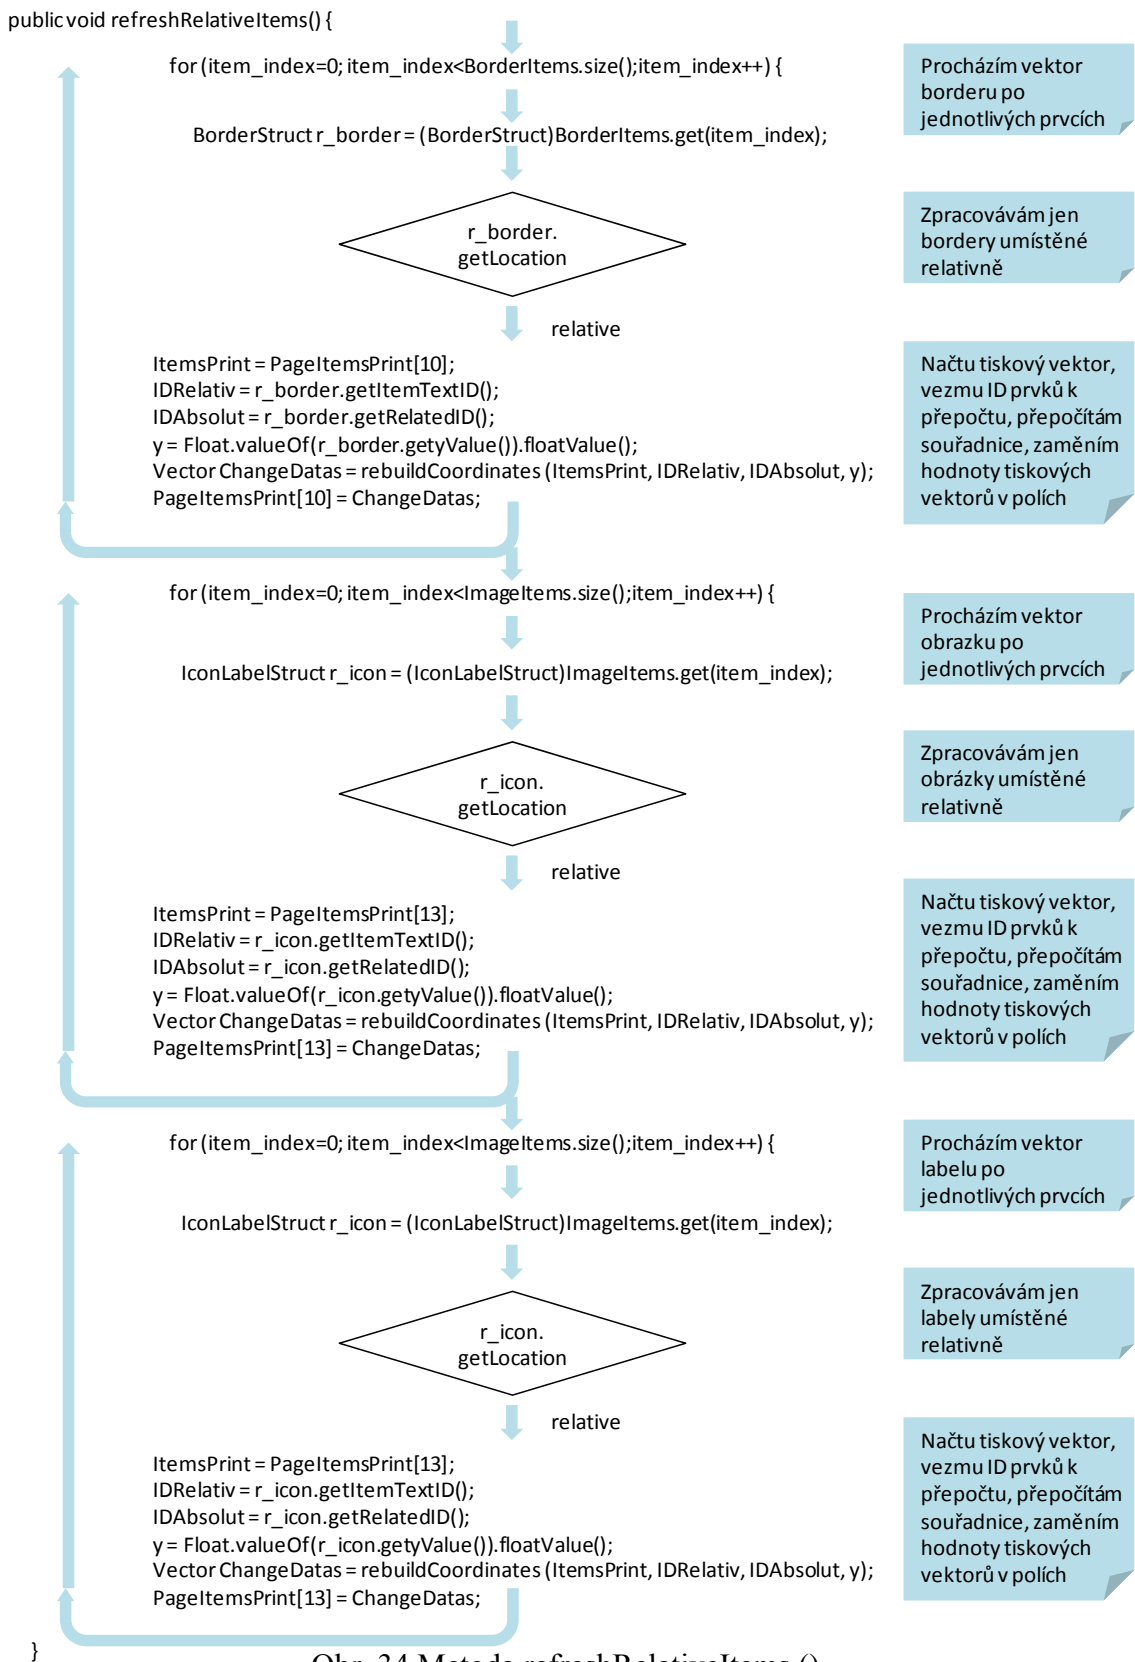 public void refreshRelativeItems() {
for (item_index=0; item_index<BorderItems.size();item_index++) {
Procházím vektor
borderu po
jednotlivých prvcích
BorderStruct r_border = (BorderStruct)BorderItems.get(item_index);
r_border.
getLocation
Zpracovávám jen
bordery umístěné
relativně
relative
ItemsPrint = PageItemsPrint[10];
IDRelativ = r_border.getItemTextID();
IDAbsolut = r_border.getRelatedID();
y = Float.valueOf(r_border.getyValue()).floatValue();
Vector ChangeDatas = rebuildCoordinates (ItemsPrint, IDRelativ, IDAbsolut, y);
PageItemsPrint[10] = ChangeDatas;
Načtu tiskový vektor,
vezmu ID prvků k
přepočtu, přepočítám
souřadnice, zaměním
hodnoty tiskových
vektorů v polích
for (item_index=0; item_index<ImageItems.size();item_index++) {
Procházím vektor
obrazku po
jednotlivých prvcích
IconLabelStruct r_icon = (IconLabelStruct)ImageItems.get(item_index);
r_icon.
getLocation
Zpracovávám jen
obrázky umístěné
relativně
relative
ItemsPrint = PageItemsPrint[13];
IDRelativ = r_icon.getItemTextID();
IDAbsolut = r_icon.getRelatedID();
y = Float.valueOf(r_icon.getyValue()).floatValue();
Vector ChangeDatas = rebuildCoordinates (ItemsPrint, IDRelativ, IDAbsolut, y);
PageItemsPrint[13] = ChangeDatas;
Načtu tiskový vektor,
vezmu ID prvků k
přepočtu, přepočítám
souřadnice, zaměním
hodnoty tiskových
vektorů v polích
for (item_index=0; item_index<ImageItems.size();item_index++) {
Procházím vektor
labelu po
jednotlivých prvcích
IconLabelStruct r_icon = (IconLabelStruct)ImageItems.get(item_index);
r_icon.
getLocation
Zpracovávám jen
labely umístěné
relativně
relative
ItemsPrint = PageItemsPrint[13];
IDRelativ = r_icon.getItemTextID();
IDAbsolut = r_icon.getRelatedID();
y = Float.valueOf(r_icon.getyValue()).floatValue();
Vector ChangeDatas = rebuildCoordinates (ItemsPrint, IDRelativ, IDAbsolut, y);
PageItemsPrint[13] = ChangeDatas;
Načtu tiskový vektor,
vezmu ID prvků k
přepočtu, přepočítám
souřadnice, zaměním
hodnoty tiskových
vektorů v polích
}
Obr. 34 Metoda refreshRelativeItems ()